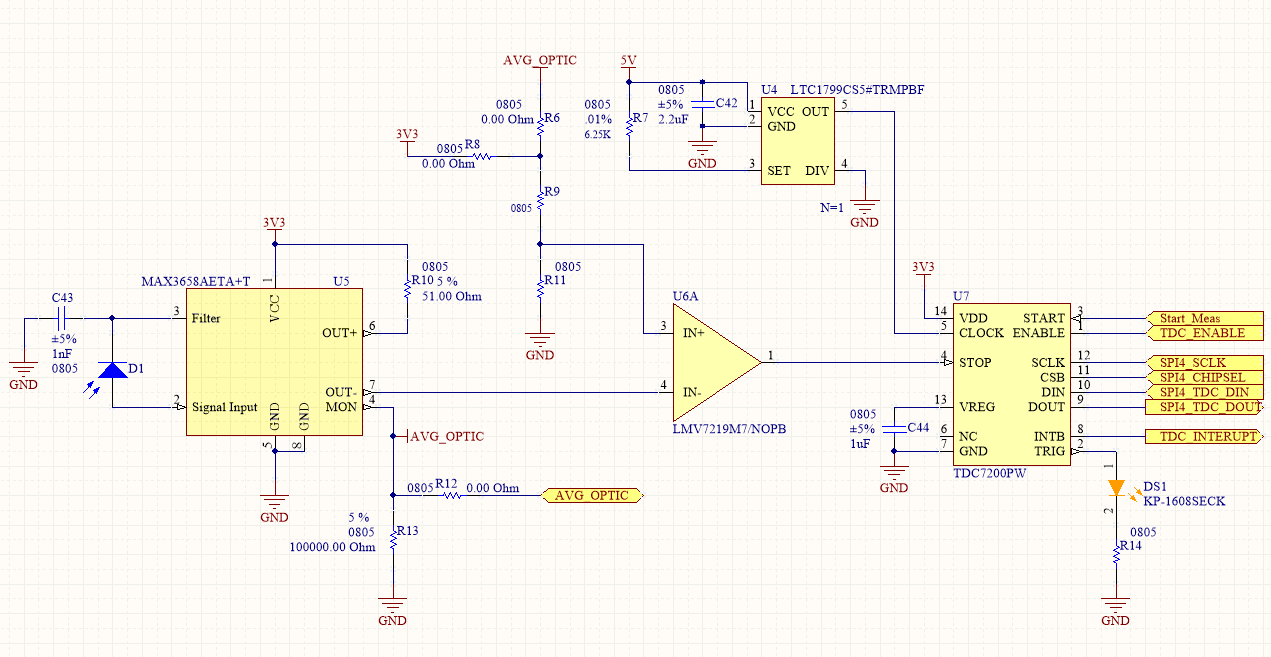 AVG_OPTIC
5V
0805
0.00 Ohm
R6
0805
.01%
6.25K
R7
0805
±5%
2.2uF
C42
GND
U4 LTC1799CS5#TRMPBF
1 VCC OUT 5
2 GND
3 SET DIV 4
N=1
GND
3V3
0805 R8
0.00 Ohm
R9
0805
0805
R11
GND
3V3
MAX3658AETA+T U5
1
VCC
3 Filter
OUT+ 6
OUT- 7
2 Signal Input MON 4
GND GND
5 8
GND
C43
±5%
1nF
0805
GND
D1
0805
R10 5 %
51.00 Ohm
AVG_OPTIC
0805 R12 0.00 Ohm
AVG_OPTIC
5 %
0805
100000.00 Ohm
R13
GND
U6A
3 IN+
1
4 IN-
LMV7219M7/NOPB
3V3
U7
14 VDD START 3 Start_Meas
5 CLOCK ENABLE 1 TDC_ENABLE
4 STOP SCLK 12 SPI4_SCLK
CSB 11 SPI4_CHIPSEL
DIN 10 SPI4_TDC_DIN
13 VREG DOUT 9 SPI4_TDC_DOUT
6 NC INTB 8 TDC_INTERUPT
7 GND TRIG 2
TDC7200PW
0805
±5%
1uF
C44
GND
1
DS1
KP-1608SECK
2
0805
R14
GND